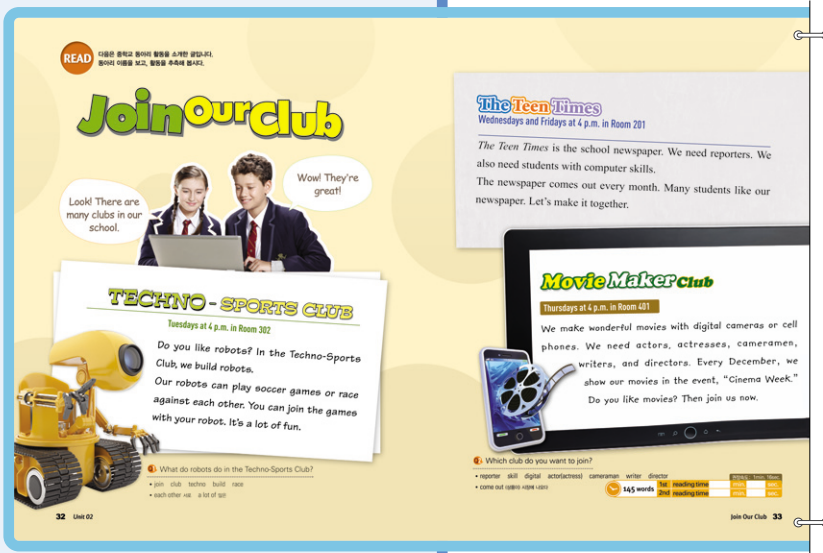 READ
다음은 중학교 동아리 활동을 소개한 글입니다.
동아리 이름을 보고, 활동을 추측해 봅시다.
Join Our Club
Look! There are
many clubs in our
school.
Wow! They're
great!
TECHNO - SPORTS CLUB
Tuesdays at 4 p.m. in Room 302
Do you like robots? In the Techno-Sports
Club, we build robots.
Our robots can play soccer games or race
against each other. You can join the games
with your robot. It's a lot of fun.
What do robots do in the Techno-Sports Club?
• join club techno build race
• each other 서로 a lot of 많은
32 Unit 02
The Teen Times
Wednesdays and Fridays at 4 p.m. in Room 201
The Teen Times is the school newspaper. We need reporters. We
also need students with computer skills.
The newspaper comes out every month. Many students like our
newspaper. Let's make it together.
Movie Maker Club
Thursdays at 4 p.m. in Room 401
We make wonderful movies with digital cameras or cell
phones. We need actors, actresses, cameramen,
writers, and directors. Every December, we
show our movies in the event, "Cinema Week."
Do you like movies? Then join us now.
Which club do you want to join?
• reporter skill digital actor(actress) cameraman writer director
• come out
145 words
1st reading time min. sec.
2nd reading time min. sec.
Join Our Club 33